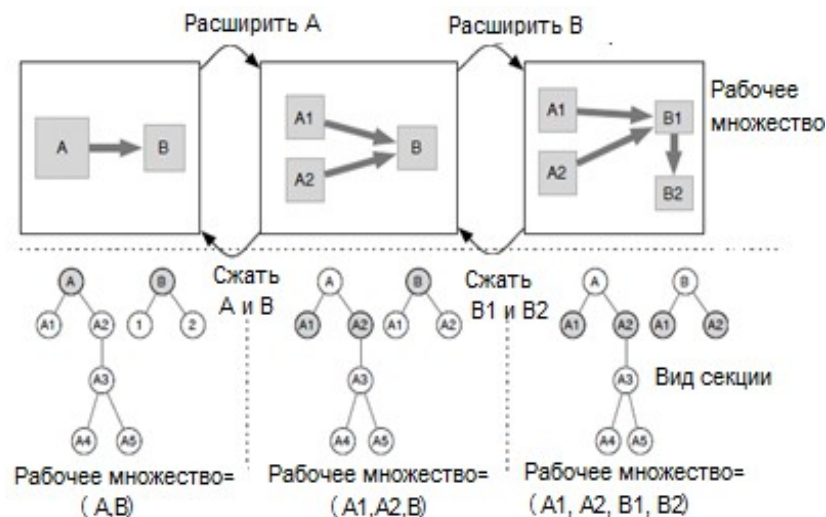 Расширить A
Расширить B
A
B
A1
A2
B
A1
A2
B1
B2
Рабочее
множество
Сжать
A и B
Сжать
B1 и B2
A
B
A1
A2
1
2
A3
A4
A5
A
B
A1
A2
A1
A2
A3
A4
A5
A
B
A1
A2
A1
A2
A3
A4
A5
Вид секции
Рабочее множество=
( A,B)
Рабочее множество=
(A1,A2,B)
Рабочее множество=
(A1, A2, B1, B2)